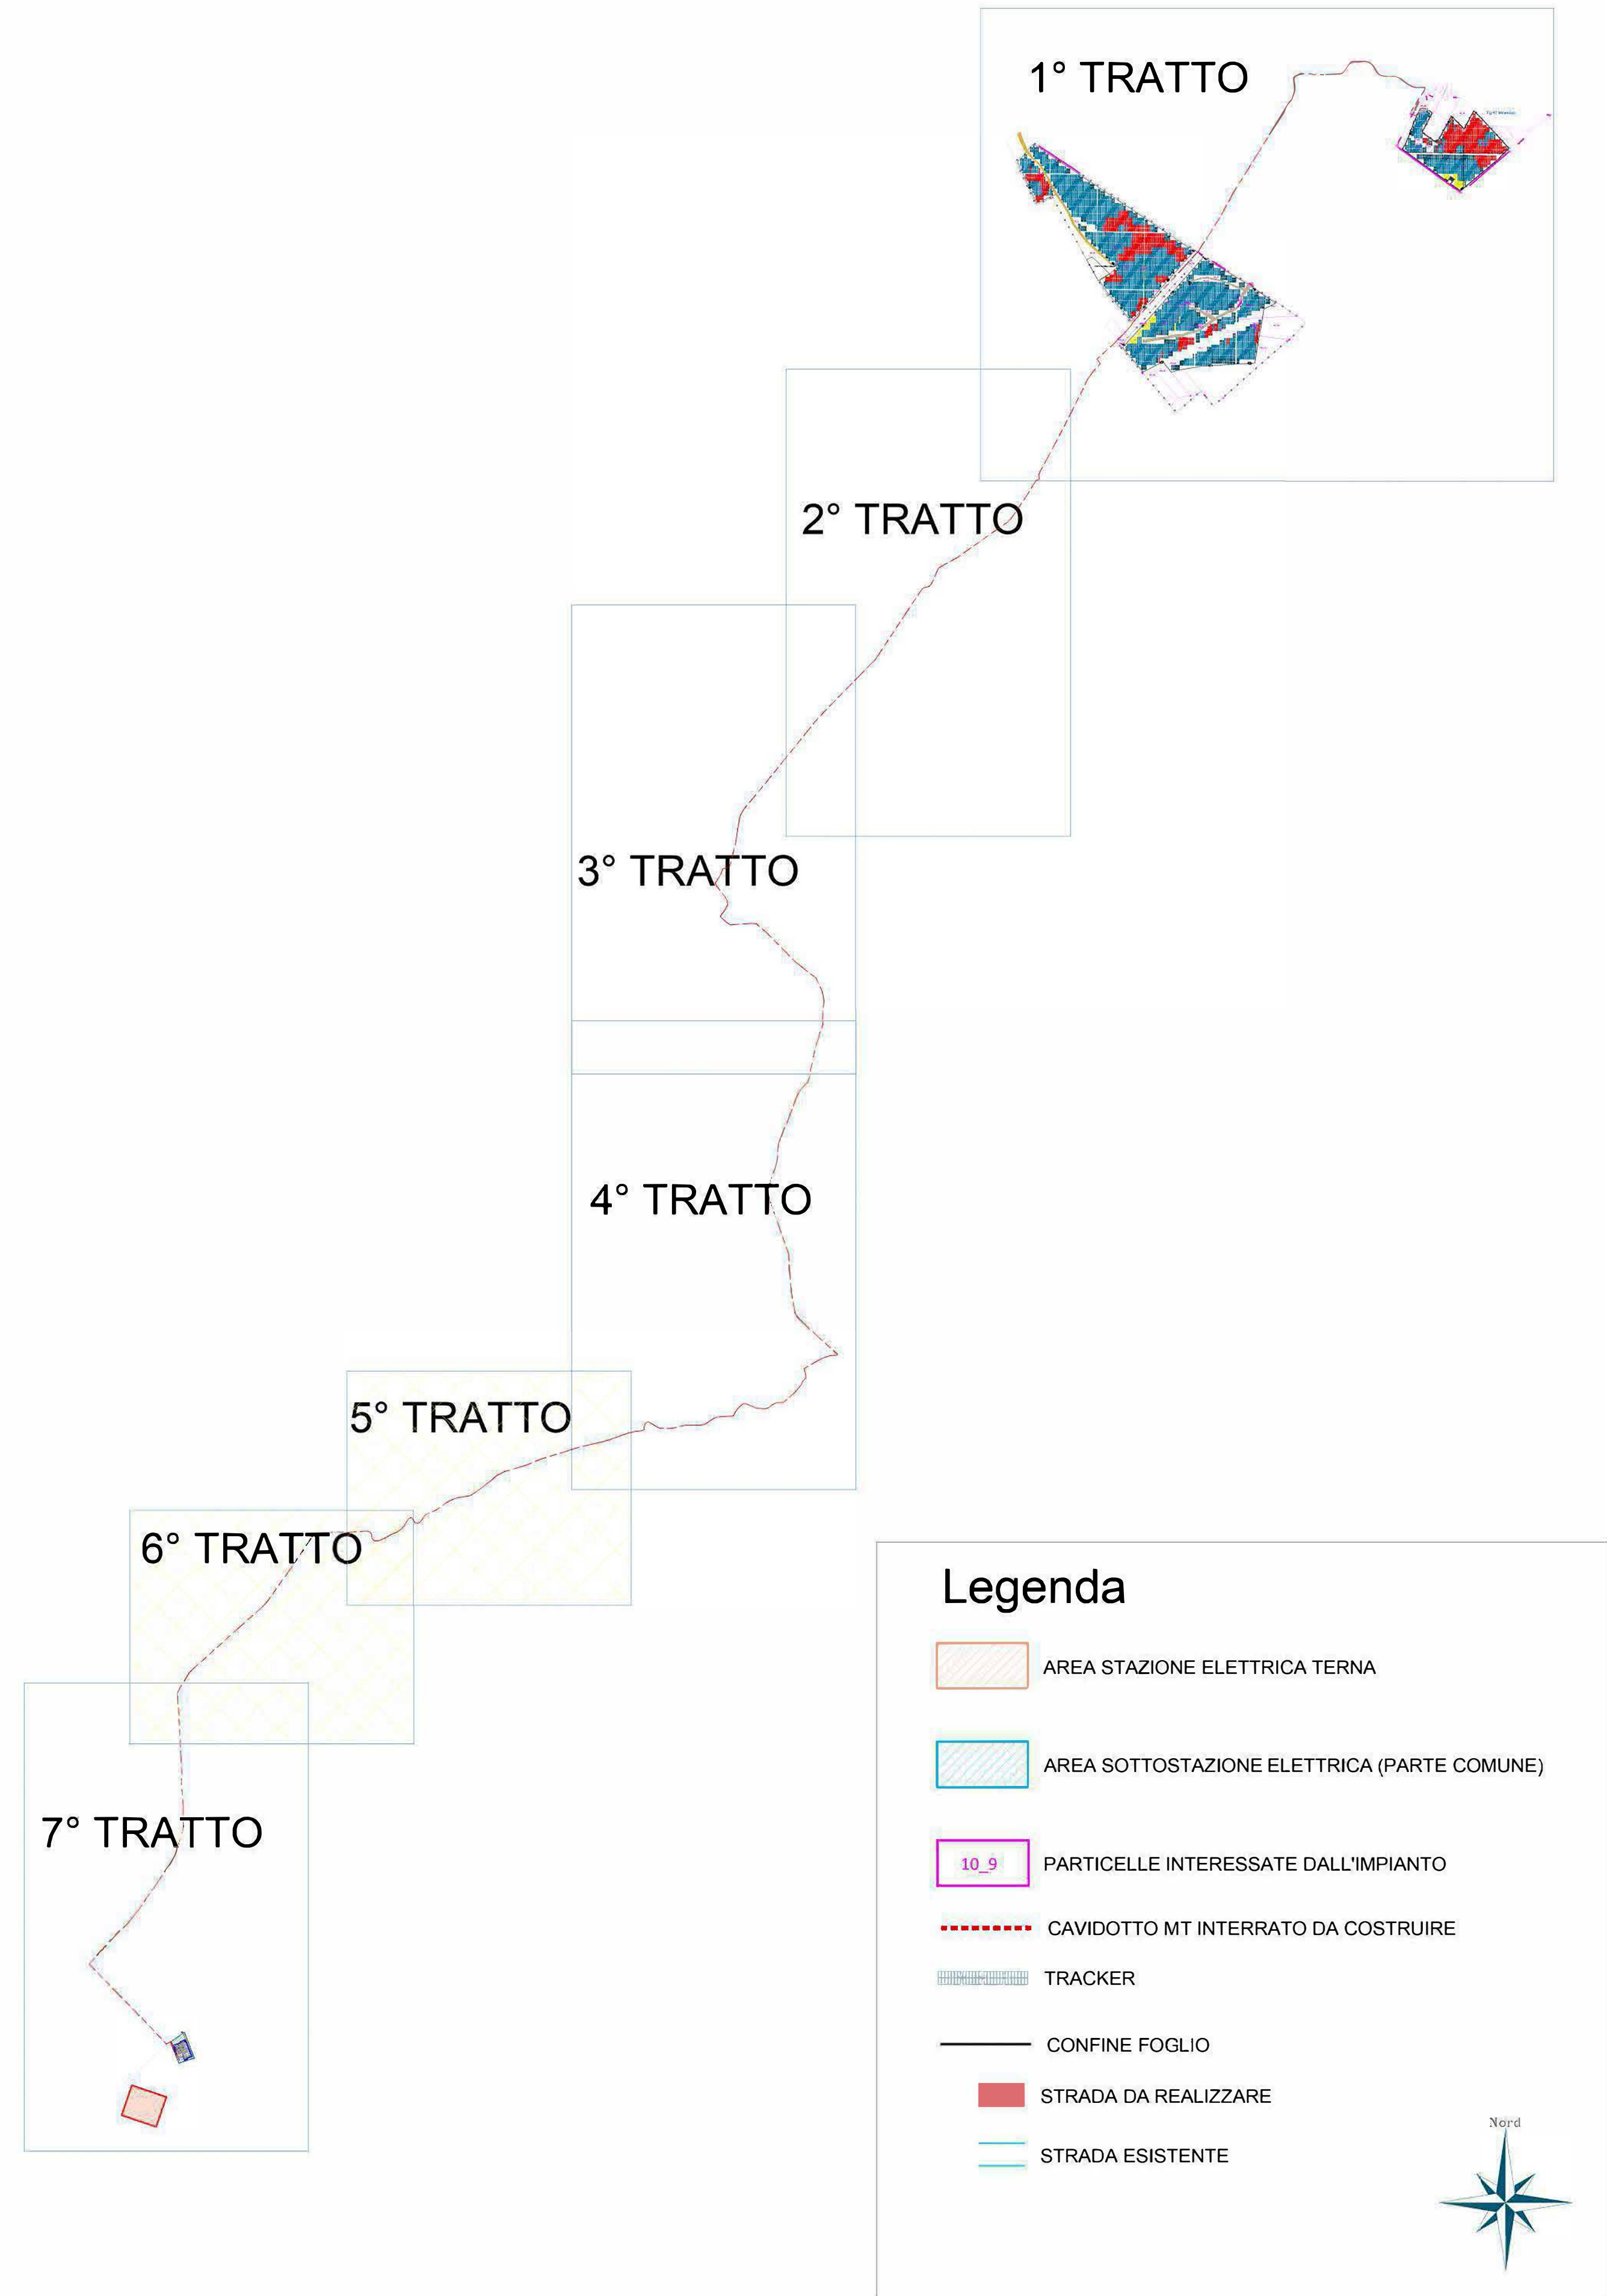 1° TRATTO
2° TRATTO
3° TRATTO
4° TRATTO
5° TRATTO
6° TRATTO
7° TRATTO
Legenda
AREA STAZIONE ELETTRICA TERNA
AREA SOTTOSTAZIONE ELETTRICA (PARTE COMUNE)
10_9
PARTICELLE INTERESSATE DALL'IMPIANTO
CAVIDOTTO MT INTERRATO DA COSTRUIRE
TRACKER
CONFINE FOGLIO
STRADA DA REALIZZARE
STRADA ESISTENTE
Nord